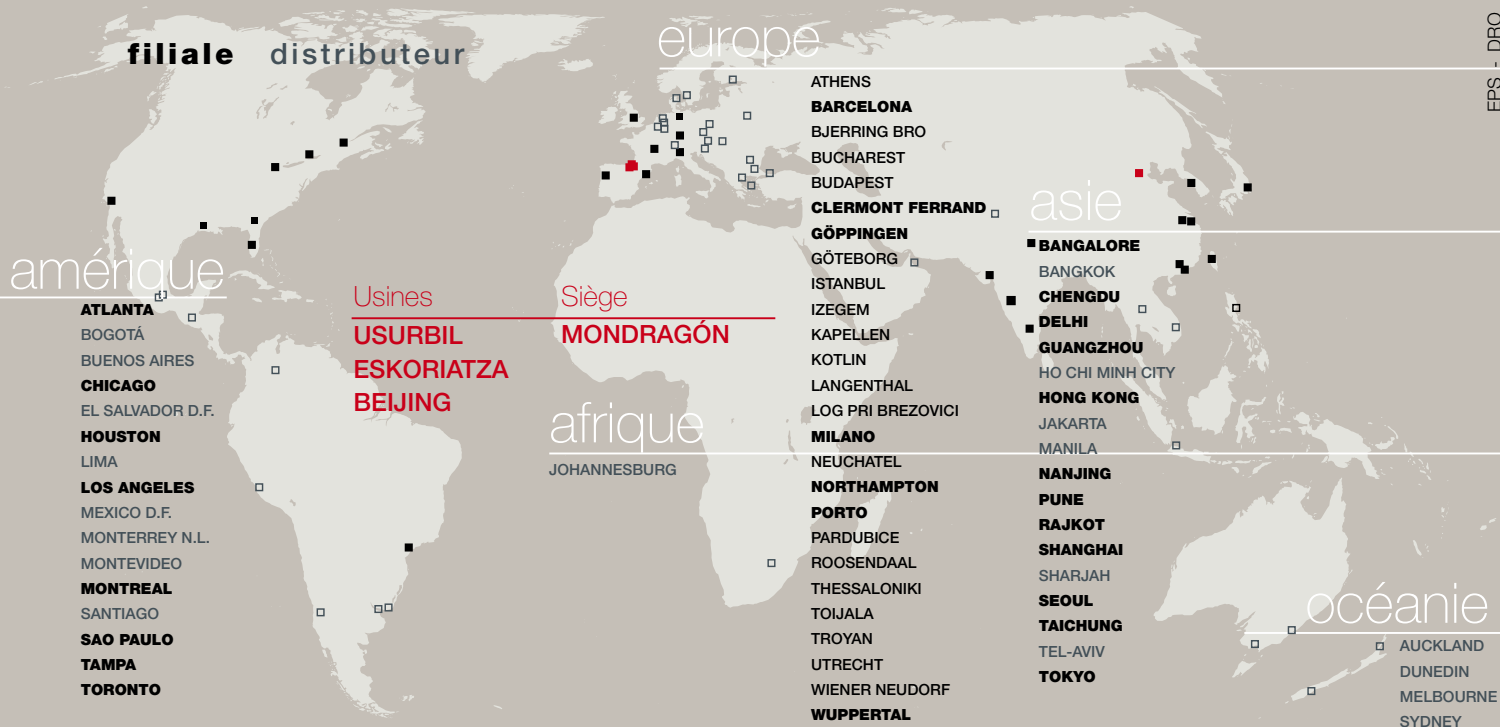 filiale distributeur
europe
ATHENS
BARCELONA
BJERRING BRO
BUCHAREST
BUDAPEST
CLERMONT FERRAND
GÖPPINGEN
GÖTEBORG
ISTANBUL
IZEGEM
KAPELLEN
KOTLIN
LANGENTHAL
LOG PRI BREZOVICI
MILANO
NEUCHATEL
NORTHAMPTON
PORTO
PARDUBICE
ROOSENDAAL
THESSALONIKI
TOIJALA
TROYAN
UTRECHT
WIENER NEUDORF
WUPPERTAL
amérique
ATLANTA
BOGOTÁ
BUENOS AIRES
CHICAGO
EL SALVADOR D.F.
HOUSTON
LIMA
LOS ANGELES
MEXICO D.F.
MONTERREY N.L.
MONTEVIDEO
MONTREAL
SANTIAGO
SAO PAULO
TAMPA
TORONTO
Usines
USURBIL
ESKORIATZA
BEIJING
Siège
MONDRAGÓN
afrique
JOHANNESBURG
asie
BANGALORE
BANGKOK
CHENGDU
DELHI
GUANGZHOU
HO CHI MINH CITY
HONG KONG
JAKARTA
MANILA
NANJING
PUNE
RAJKOT
SHANGHAI
SHARJAH
SEOUL
TAICHUNG
TEL-AVIV
TOKYO
océanie
AUCKLAND
DUNEDIN
MELBOURNE
SYDNEY
EPS - DRO